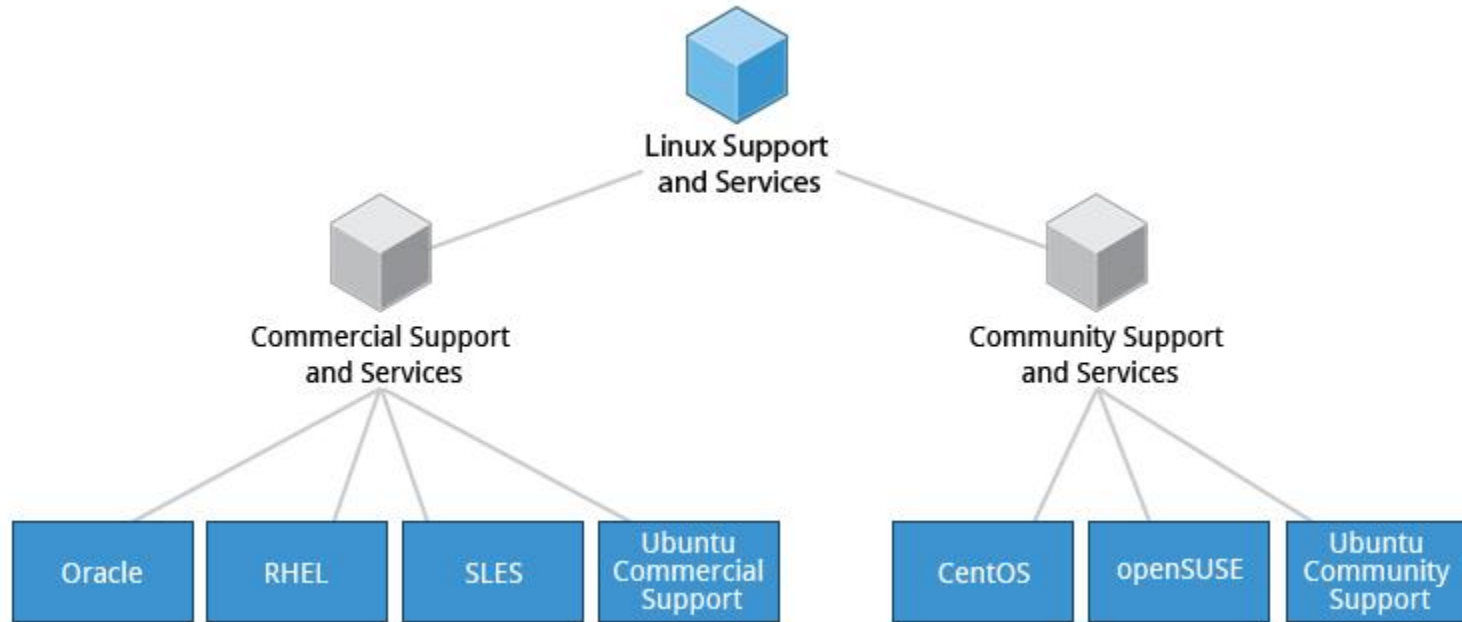 Linux Support
and Services
Commercial Support
and Services
Community Support
and Services
Oracle
RHEL
SLES
Ubuntu
Commercial
Support
CentOS
openSUSE
Ubuntu
Community
Support